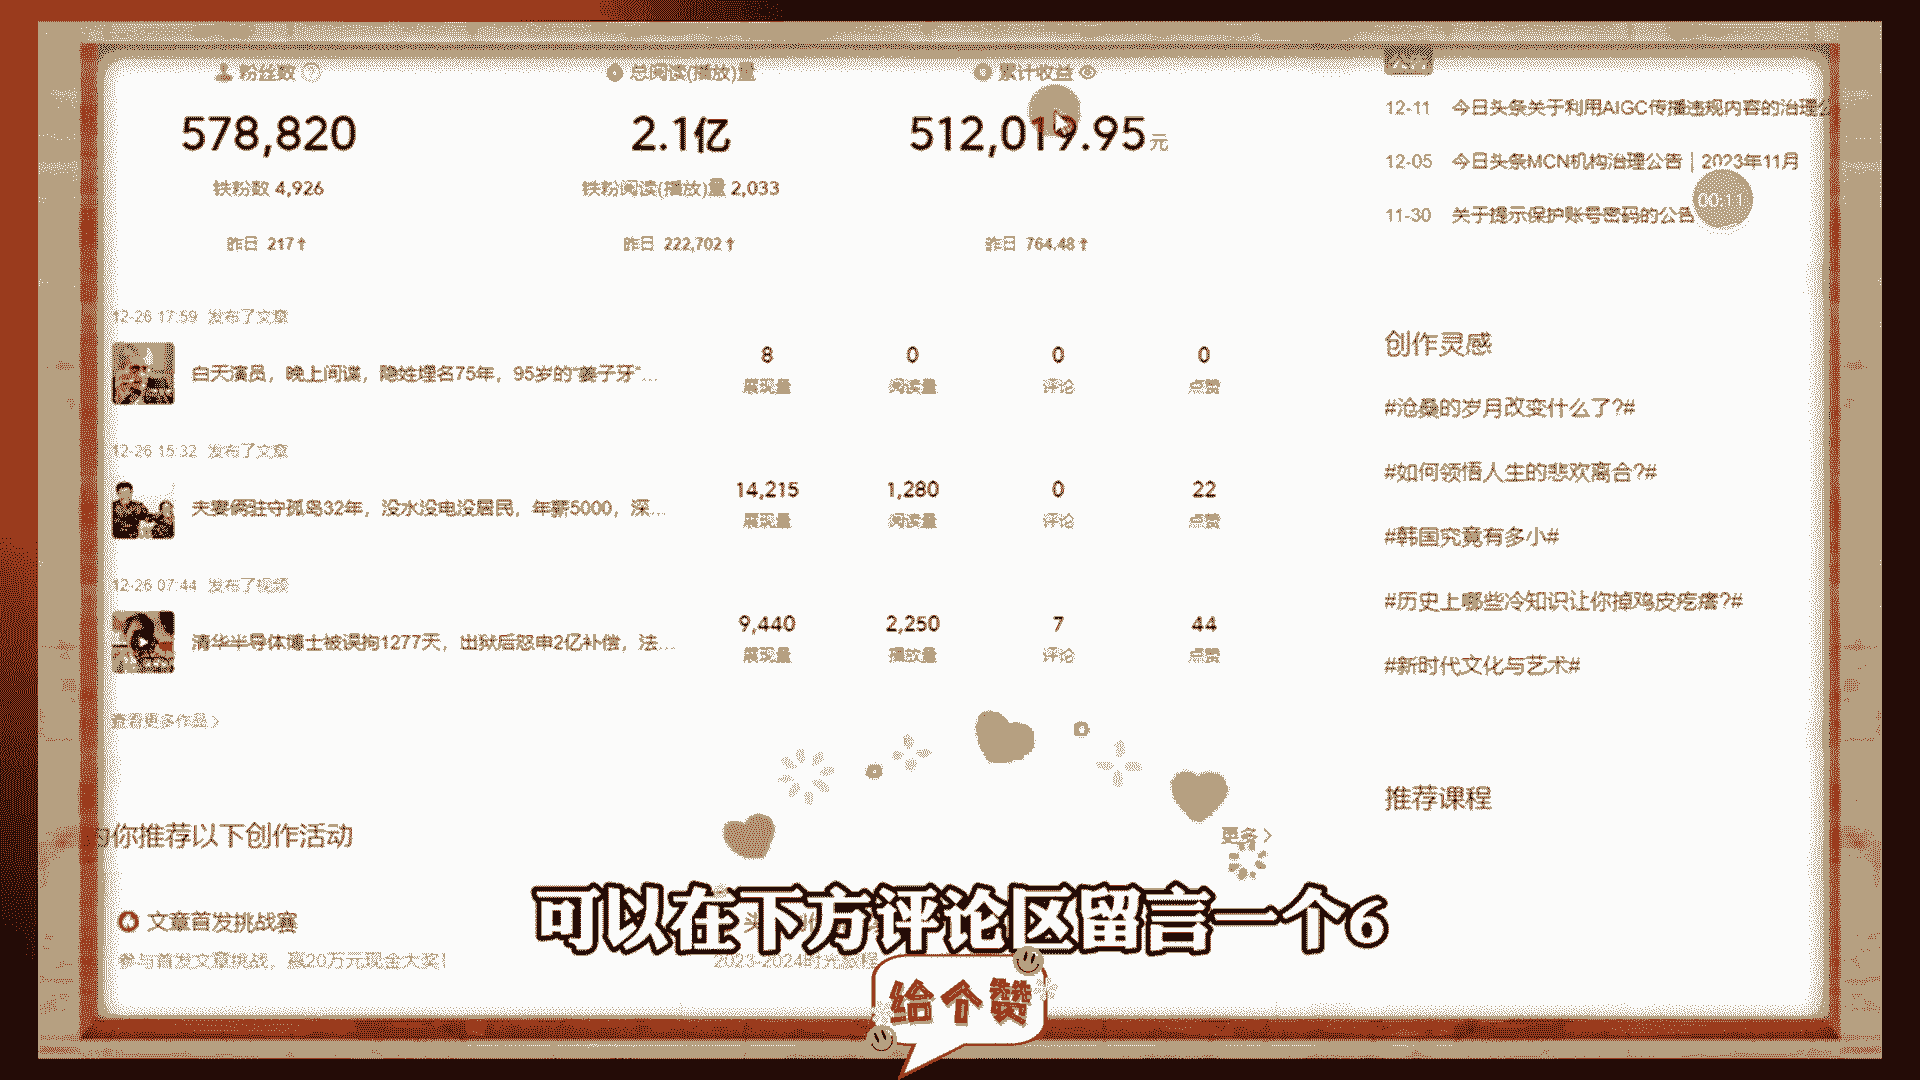 粉丝数
总阅读(播放)量
累计收益
578,820
2.1亿
512,019.95元
铁粉数 4,926
铁粉阅读(播放)量 2,033
昨日 217↑
昨日 222,702↑
昨日 764.48↑
12-11 今日头条关于利用AIGC传播违规内容的治理公
12-05 今日头条MCN机构治理公告｜2023年11月
11-30 关于提示保护账号密码的公告
00:11
12-26 17:59 发布了文章
白天演员，晚上间谍，隐姓埋名75年，95岁的“姜子牙”...
8 0 0 0
展现量 阅读量 评论 点赞
12-26 15:32 发布了文章
夫妻俩驻守孤岛32年，没水没电没居民，年薪5000，深...
14,215 1,280 0 22
展现量 阅读量 评论 点赞
12-26 07:44 发布了视频
清华半导体博士被误拘1277天，出狱后怒申2亿补偿，法...
9,440 2,250 7 44
展现量 播放量 评论 点赞
查看更多作品 >
创作灵感
#沧桑的岁月改变什么了?#
#如何领悟人生的悲欢离合?#
#韩国究竟有多小#
#历史上哪些冷知识让你掉鸡皮疙瘩?#
#新时代文化与艺术#
推荐课程
你推荐以下创作活动
更多 >
文章首发挑战赛
参与首发文章挑战，赢20万元现金大奖!
2023-2024时光旅程
可以在下方评论区留言一个6
给个赞